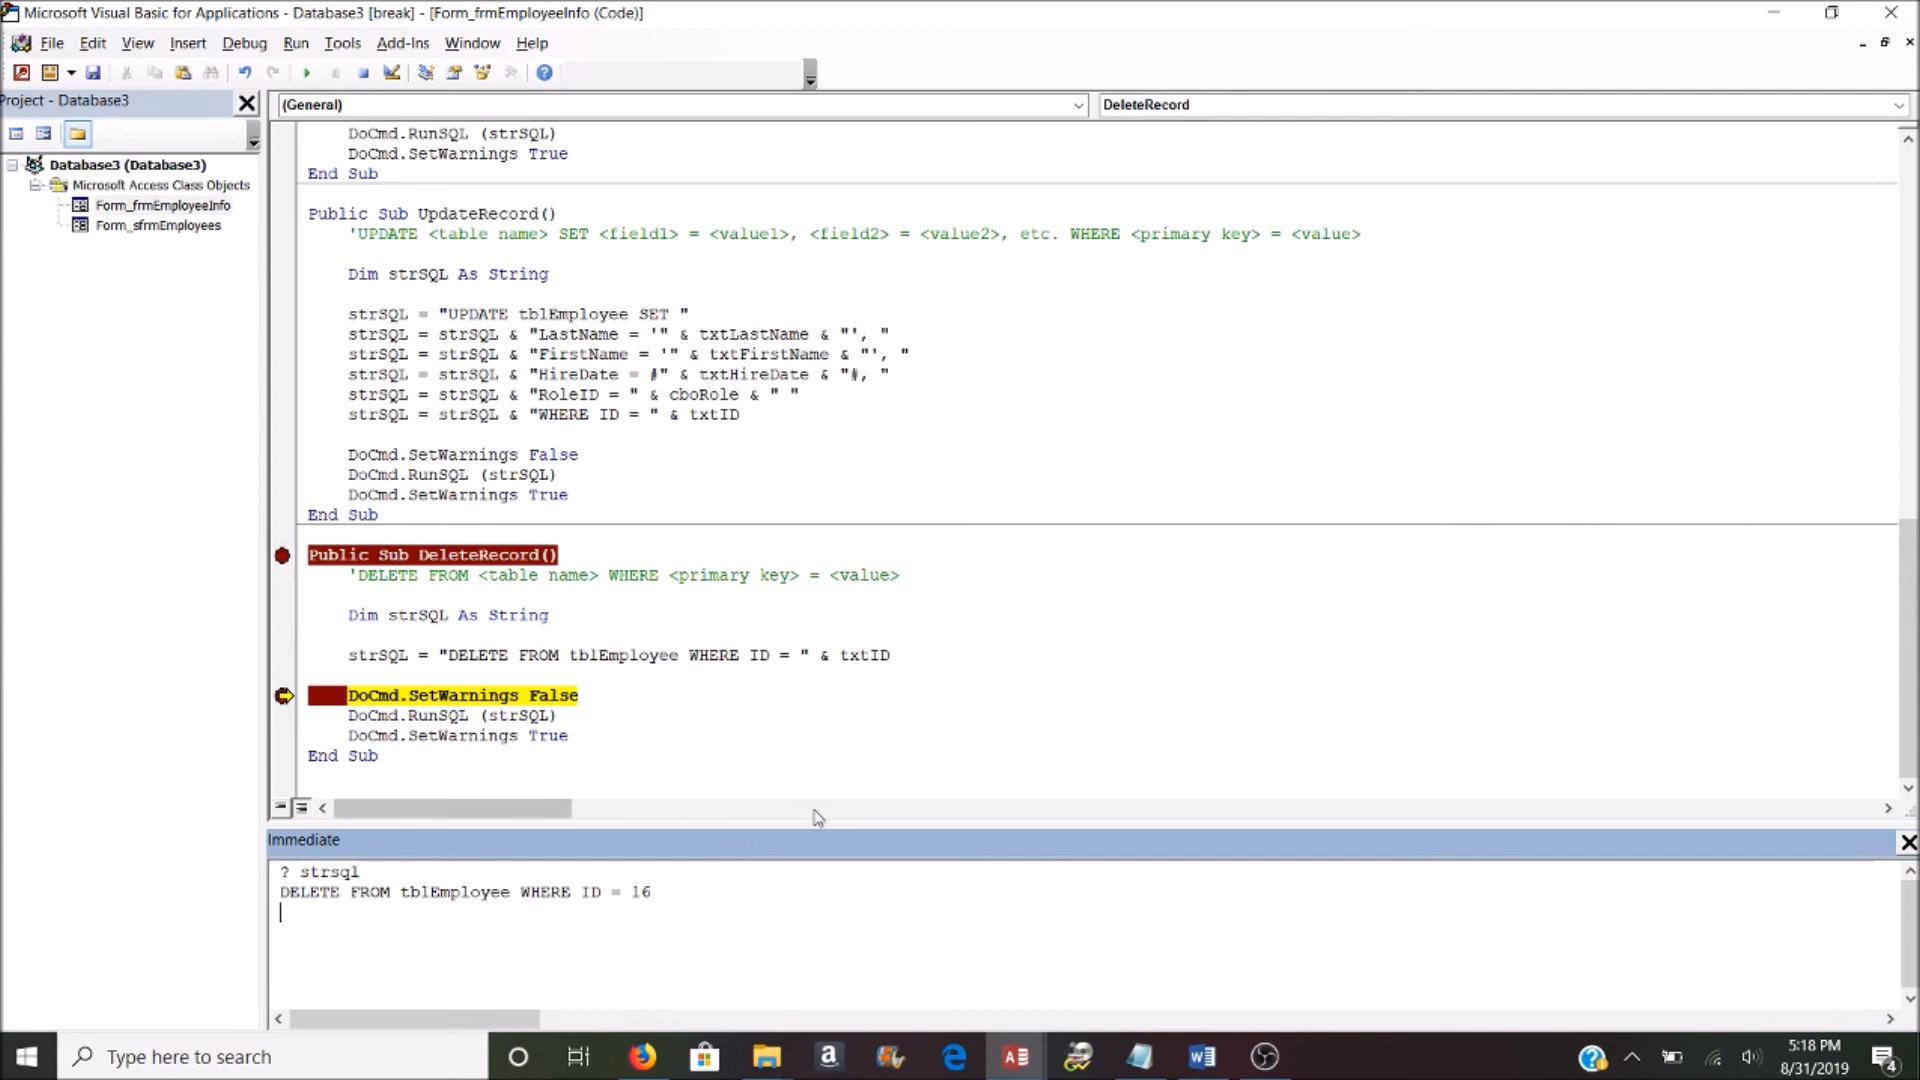 Microsoft Visual Basic for Applications - Database3 [break] - [Form_frmEmployeeInfo (Code)]
File Edit View Insert Debug Run Tools Add-Ins Window Help
Project - Database3
(General)
DeleteRecord
Database3 (Database3)
Microsoft Access Class Objects
Form_frmEmployeeInfo
Form_sfrmEmployees
DoCmd.RunSQL (strSQL)
DoCmd.SetWarnings True
End Sub
Public Sub UpdateRecord()
'UPDATE <table name> SET <field1> = <value1>, <field2> = <value2>, etc. WHERE <primary key> = <value>
Dim strSQL As String
strSQL = "UPDATE tblEmployee SET "
strSQL = strSQL & "LastName = '" & txtLastName & "', "
strSQL = strSQL & "FirstName = '" & txtFirstName & "', "
strSQL = strSQL & "HireDate = #" & txtHireDate & "#, "
strSQL = strSQL & "RoleID = " & cboRole & " "
strSQL = strSQL & "WHERE ID = " & txtID
DoCmd.SetWarnings False
DoCmd.RunSQL (strSQL)
DoCmd.SetWarnings True
End Sub
Public Sub DeleteRecord()
'DELETE FROM <table name> WHERE <primary key> = <value>
Dim strSQL As String
strSQL = "DELETE FROM tblEmployee WHERE ID = " & txtID
DoCmd.SetWarnings False
DoCmd.RunSQL (strSQL)
DoCmd.SetWarnings True
End Sub
Immediate
? strsql
DELETE FROM tblEmployee WHERE ID = 16
Type here to search
5:18 PM
8/31/2019
4